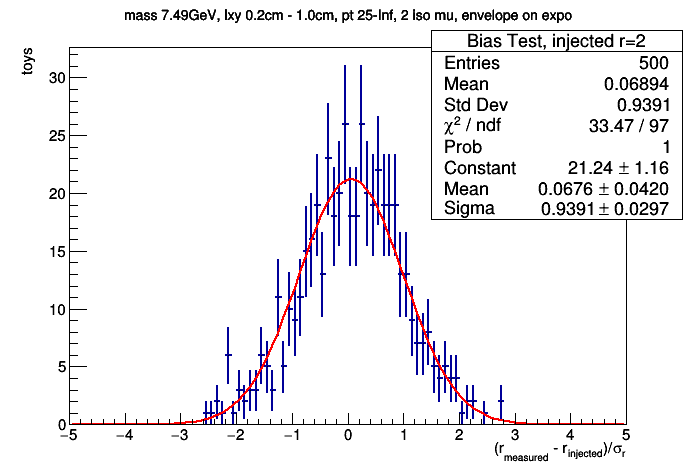 mass 7.49GeV, lxy 0.2cm - 1.0cm, pt 25-Inf, 2 Iso mu, envelope on expo
Bias Test, injected r=2
Entries 500
Mean 0.06894
Std Dev 0.9391
χ² / ndf 33.47 / 97
Prob 1
Constant 21.24 ± 1.16
Mean 0.0676 ± 0.0420
Sigma 0.9391 ± 0.0297
toys
30
25
20
15
10
5
0
−5 −4 −3 −2 −1 0 1 2 3 4 5
(r_measured - r_injected)/σ_r